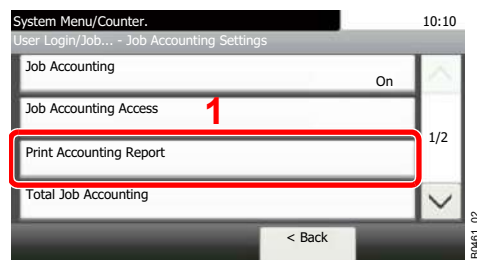 System Menu/Counter.
10:10
User Login/Job... - Job Accounting Settings
Job Accounting
On
Job Accounting Access
1
1/2
Print Accounting Report
Total Job Accounting
< Back
B0461_02